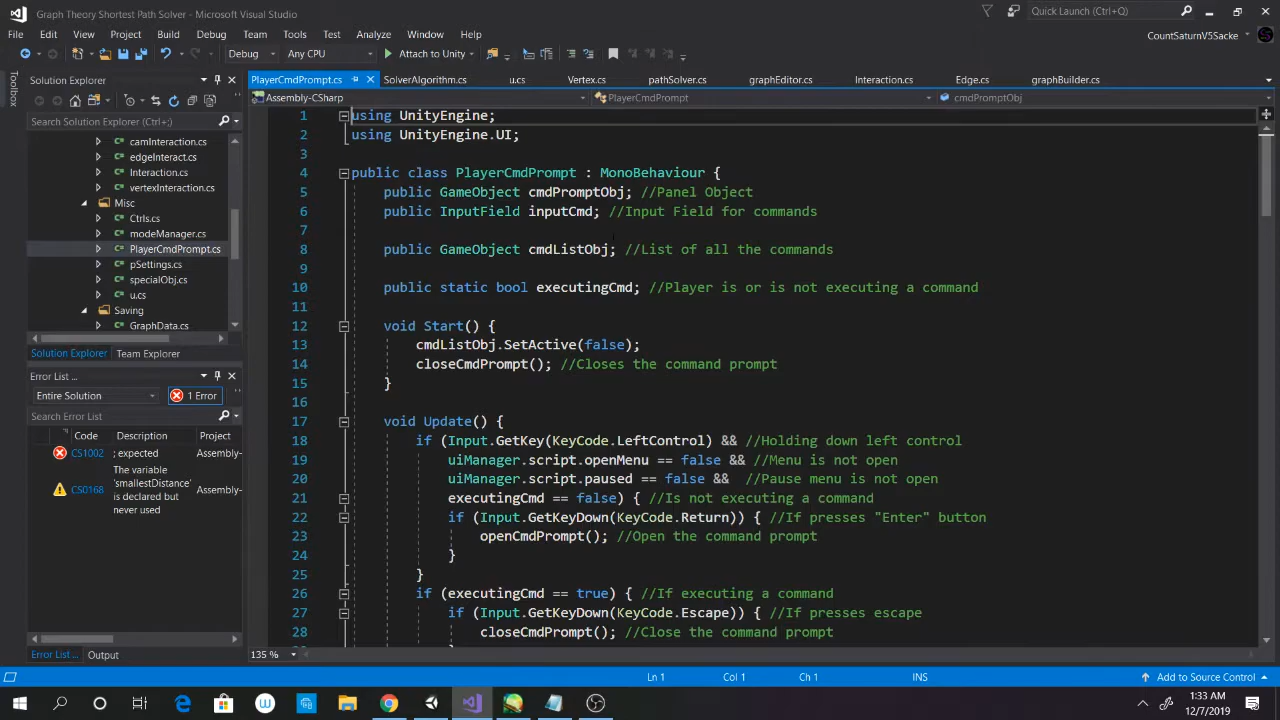 Graph Theory Shortest Path Solver - Microsoft Visual Studio
Quick Launch (Ctrl+Q)
File Edit View Project Build Debug Team Tools Test Analyze Window Help
CountSaturnV5Sacke
Debug Any CPU Attach to Unity
Toolbox
Solution Explorer
PlayerCmdPrompt.cs SolverAlgorithm.cs u.cs Vertex.cs pathSolver.cs graphEditor.cs Interaction.cs Edge.cs graphBuilder.cs
Assembly-CSharp PlayerCmdPrompt cmdPromptObj
Search Solution Explorer (Ctrl+;)
camInteraction.cs
edgeInteract.cs
Interaction.cs
vertexInteraction.cs
Misc
Ctrls.cs
modeManager.cs
PlayerCmdPrompt.cs
pSettings.cs
specialObj.cs
u.cs
Saving
GraphData.cs
Solution Explorer Team Explorer
Error List ...
Entire Solution 1 Error
Search Error List
Code Description Project
CS1002 ; expected Assembly-
The variable
'smallestDistance'
CS0168 is declared but Assembly-
never used
Error List ... Output
1 using UnityEngine;
2 using UnityEngine.UI;
3
4 public class PlayerCmdPrompt : MonoBehaviour {
5 public GameObject cmdPromptObj; //Panel Object
6 public InputField inputCmd; //Input Field for commands
7
8 public GameObject cmdListObj; //List of all the commands
9
10 public static bool executingCmd; //Player is or is not executing a command
11
12 void Start() {
13 cmdListObj.SetActive(false);
14 closeCmdPrompt(); //Closes the command prompt
15 }
16
17 void Update() {
18 if (Input.GetKey(KeyCode.LeftControl) && //Holding down left control
19 uiManager.script.openMenu == false && //Menu is not open
20 uiManager.script.paused == false && //Pause menu is not open
21 executingCmd == false) { //Is not executing a command
22 if (Input.GetKeyDown(KeyCode.Return)) { //If presses "Enter" button
23 openCmdPrompt(); //Open the command prompt
24 }
25 }
26 if (executingCmd == true) { //If executing a command
27 if (Input.GetKeyDown(KeyCode.Escape)) { //If presses escape
28 closeCmdPrompt(); //Close the command prompt
135 %
Ln 1 Col 1 Ch 1 INS Add to Source Control
1:33 AM
12/7/2019